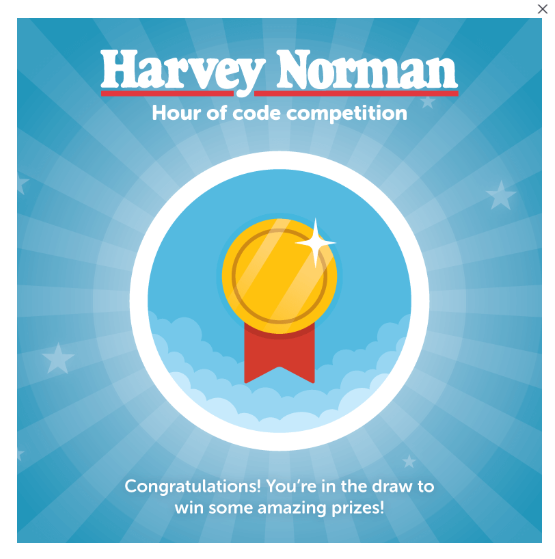 Harvey Norman
Hour of code competition
Congratulations! You're in the draw to
win some amazing prizes!